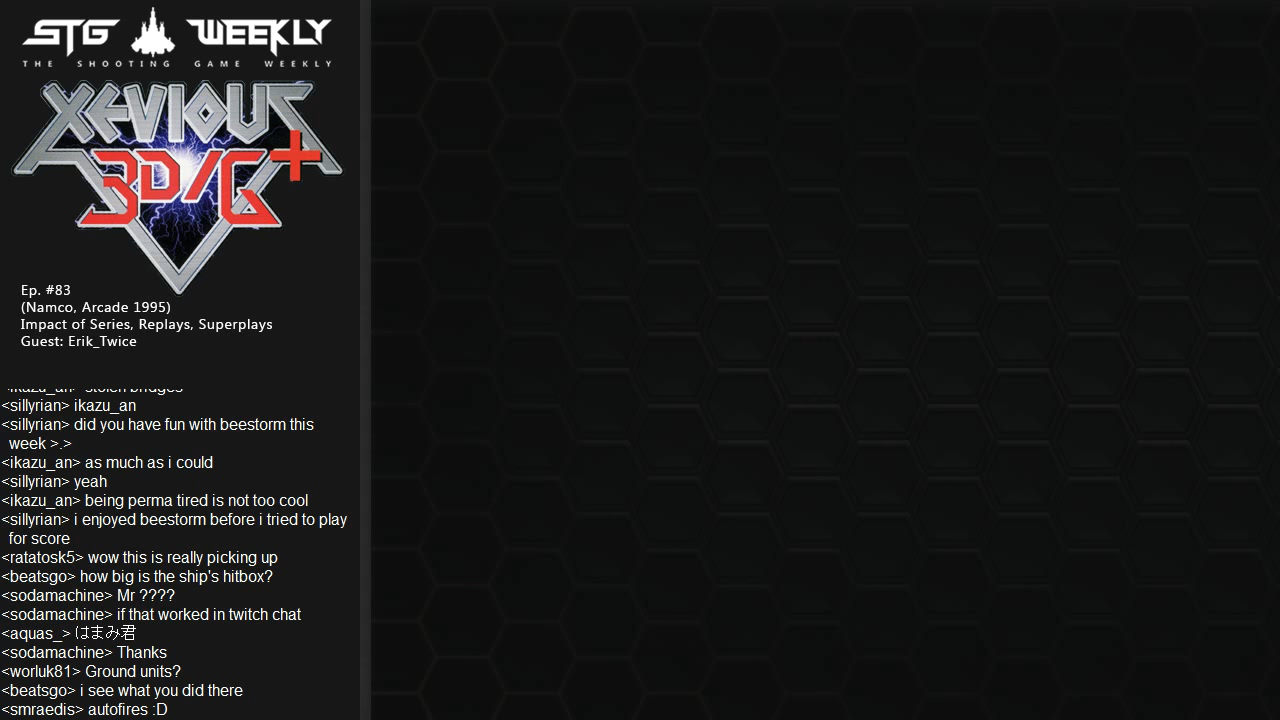 STG WEEKLY
THE SHOOTING GAME WEEKLY
XEVIOUS
3D/G+
Ep. #83
(Namco, Arcade 1995)
Impact of Series, Replays, Superplays
Guest: Erik_Twice
<ikazu_an> stolen bridges
<sillyrian> ikazu_an
<sillyrian> did you have fun with beestorm this
week >.>
<ikazu_an> as much as i could
<sillyrian> yeah
<ikazu_an> being perma tired is not too cool
<sillyrian> i enjoyed beestorm before i tried to play
for score
<ratatosk5> wow this is really picking up
<beatsgo> how big is the ship's hitbox?
<sodamachine> Mr ????
<sodamachine> if that worked in twitch chat
<aquas_> はまみ君
<sodamachine> Thanks
<worluk81> Ground units?
<beatsgo> i see what you did there
<smraedis> autofires :D